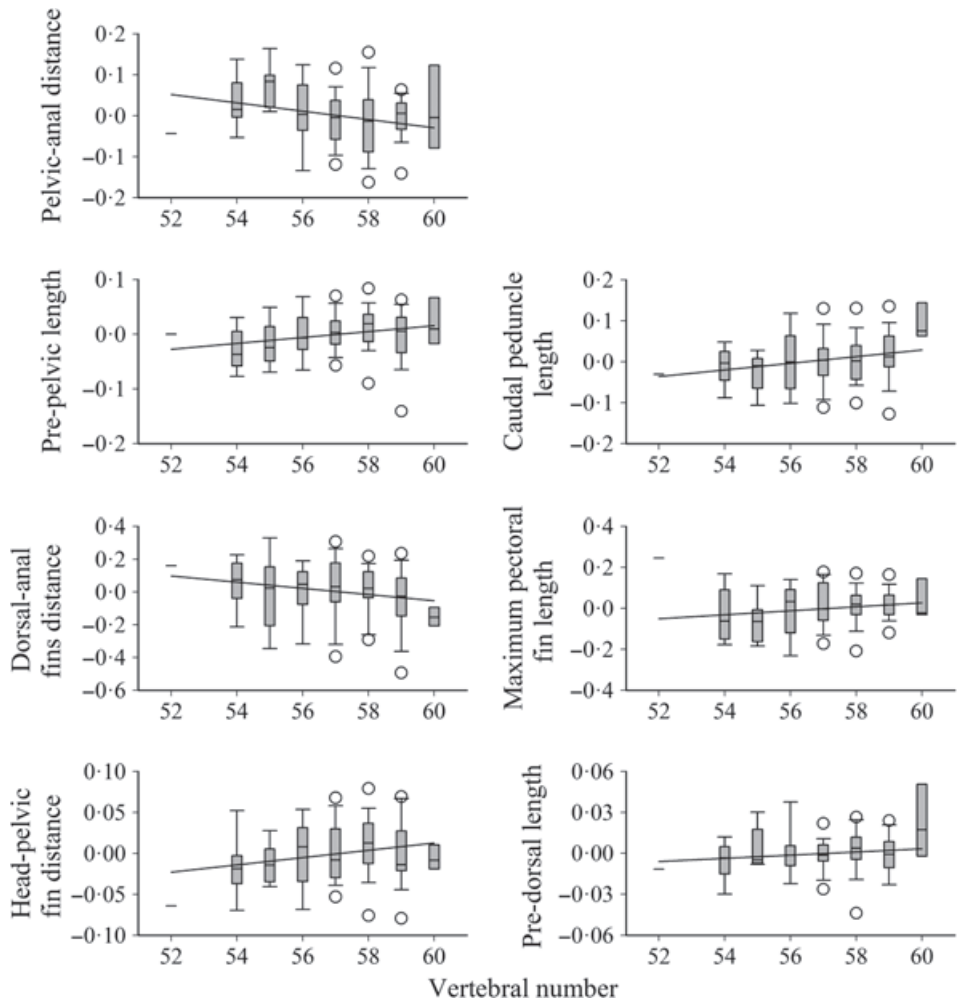 Pelvic-anal distance
0·2
0·1
0·0
–0·1
–0·2
52 54 56 58 60
Pre-pelvic length
0·1
0·0
–0·1
–0·2
52 54 56 58 60
Caudal peduncle
length
0·2
0·1
0·0
–0·1
–0·2
52 54 56 58 60
Dorsal-anal
fins distance
0·4
0·2
0·0
–0·2
–0·4
–0·6
52 54 56 58 60
Maximum pectoral
fin length
0·4
0·2
0·0
–0·2
–0·4
52 54 56 58 60
Head-pelvic
fin distance
0·10
0·05
0·00
–0·05
–0·10
52 54 56 58 60
Pre-dorsal length
0·06
0·03
0·00
–0·03
–0·06
52 54 56 58 60
Vertebral number